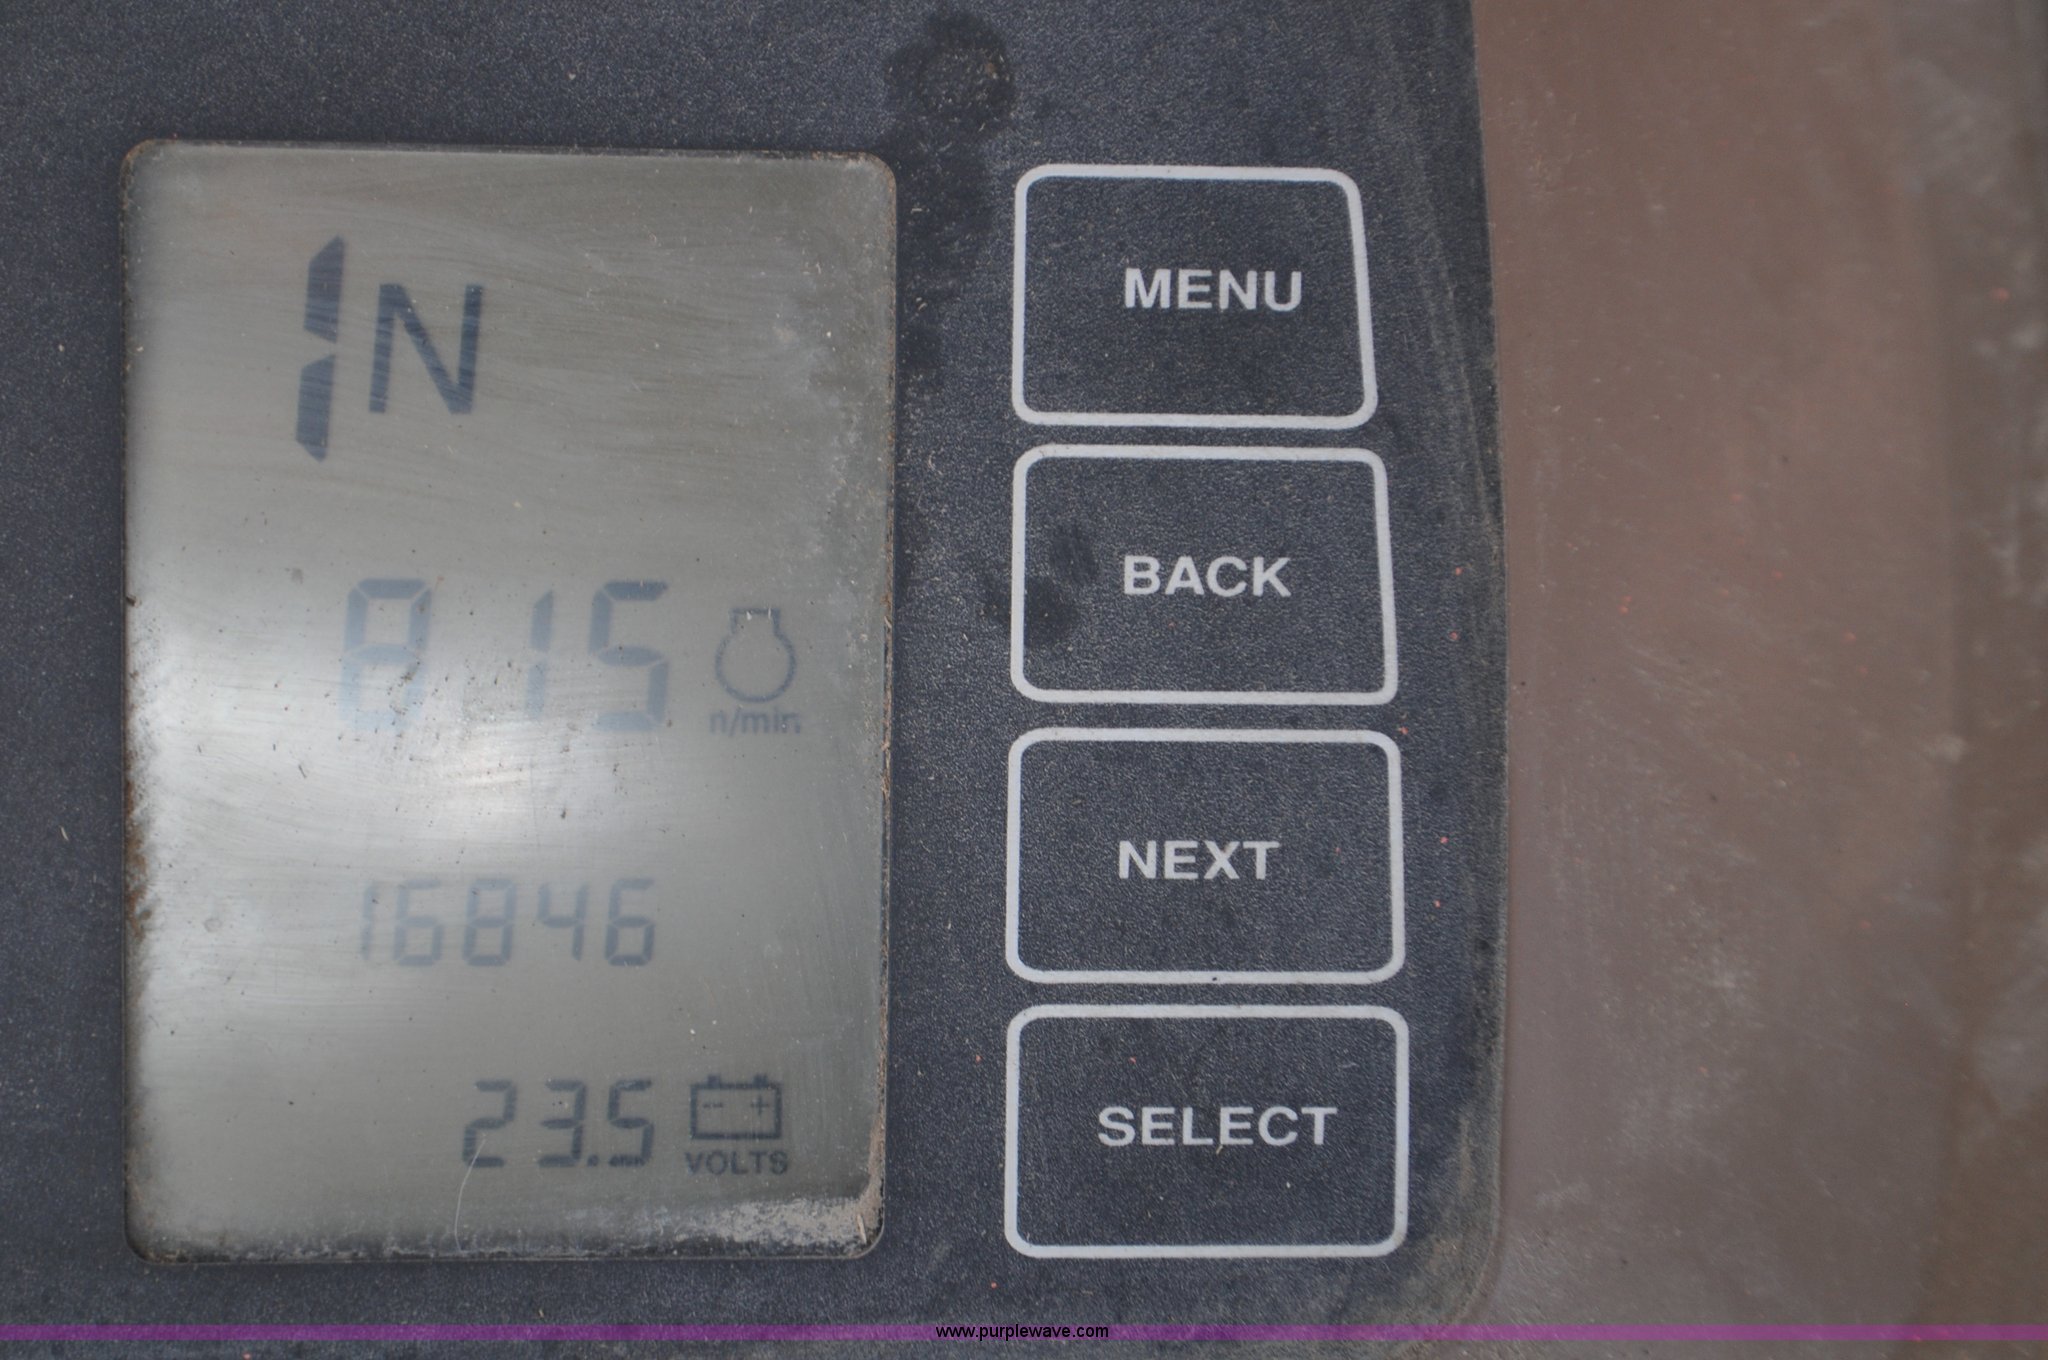 1N
815
n/min
16846
23.5
VOLTS
MENU
BACK
NEXT
SELECT
www.purplewave.com